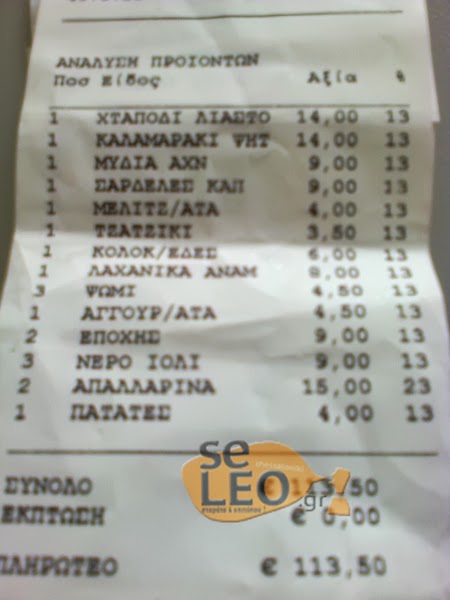 ΑΝΑΛΥΣΗ ΠΡΟΙΟΝΤΩΝ
Ποσ Είδος Αξία %
1 ΧΤΑΠΟΔΙ ΛΙΑΣΤΟ 14,00 13
1 ΚΑΛΑΜΑΡΑΚΙ ΨΗΤ 14,00 13
1 ΜΥΔΙΑ ΑΧΝ 9,00 13
1 ΣΑΡΔΕΛΕΣ ΚΑΠ 9,00 13
1 ΜΕΛΙΤΖ/ΑΤΑ 4,00 13
1 ΤΖΑΤΖΙΚΙ 3,50 13
1 ΚΟΛΟΚ/ΕΔΕΣ 6,00 13
1 ΛΑΧΑΝΙΚΑ ΑΝΑΜ 8,00 13
3 ΨΩΜΙ 4,50 13
1 ΑΓΓΟΥΡ/ΑΤΑ 4,50 13
2 ΕΠΟΧΗΣ 9,00 13
3 ΝΕΡΟ ΙΟΛΙ 9,00 13
2 ΑΠΑΛΛΑΡΙΝΑ 15,00 23
1 ΠΑΤΑΤΕΣ 4,00 13
ΣΥΝΟΛΟ € 113,50
ΕΚΠΤΩΣΗ € 0,00
ΠΛΗΡΩΤΕΟ € 113,50
se
LEO.gr
thessaloniki